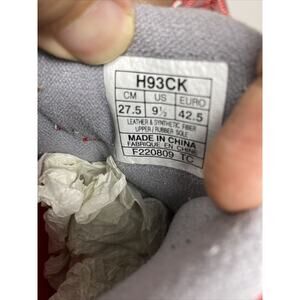 H93CK
CM US EURO
27.5 9½ 42.5
LEATHER & SYNTHETIC FIBER
UPPER / RUBBER SOLE
MADE IN CHINA
FABRIQUE EN CHINE
F220809 TC